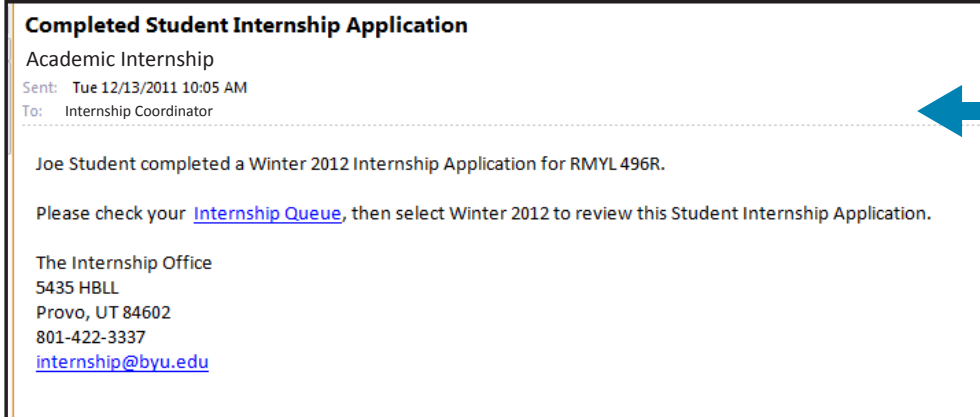 Completed Student Internship Application
Academic Internship
Sent: Tue 12/13/2011 10:05 AM
To: Internship Coordinator
Joe Student completed a Winter 2012 Internship Application for RMYL 496R.
Please check your Internship Queue, then select Winter 2012 to review this Student Internship Application.
The Internship Office
5435 HBLL
Provo, UT 84602
801-422-3337
internship@byu.edu